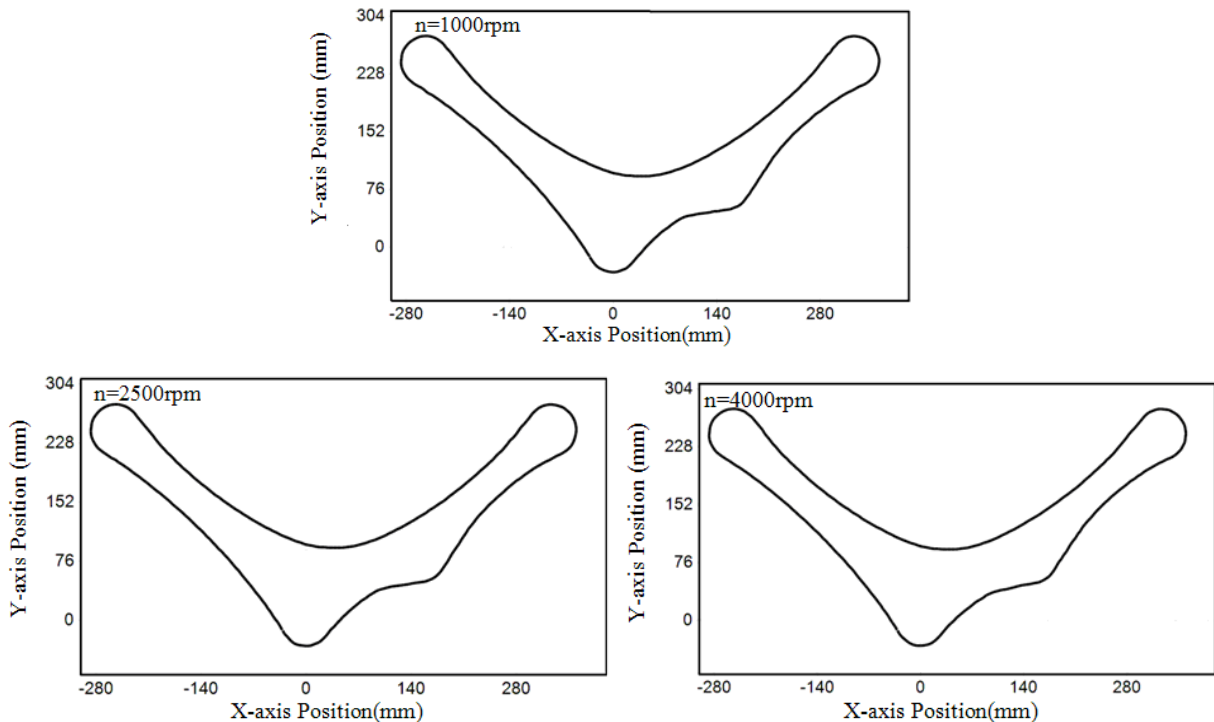 304
n=1000rpm
228
152
76
0
Y-axis Position (mm)
-280 -140 0 140 280
X-axis Position(mm)
304
n=2500rpm
228
152
76
0
Y-axis Position (mm)
-280 -140 0 140 280
X-axis Position(mm)
304
n=4000rpm
228
152
76
0
Y-axis Position (mm)
-280 -140 0 140 280
X-axis Position(mm)